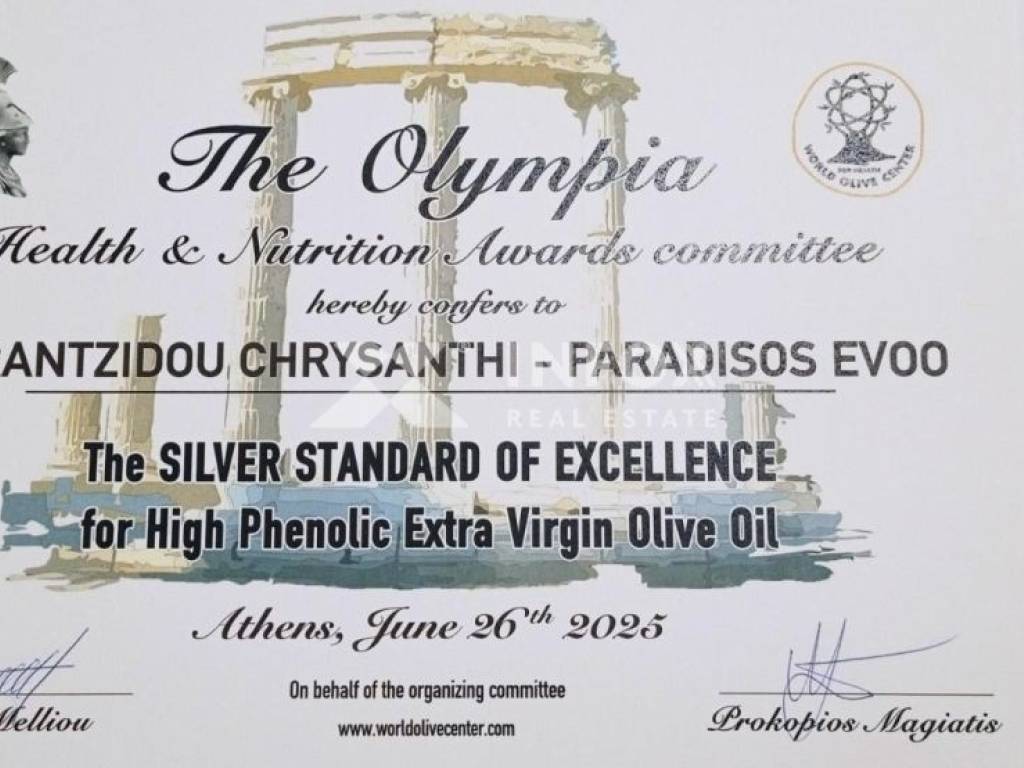 The Olympia
WORLD OLIVE CENTER
FOR HEALTH
Health & Nutrition Awards committee
hereby confers to
ANTZIDOU CHRYSANTHI - PARADISOS EVOO
REAL ESTATE
The SILVER STANDARD OF EXCELLENCE
for High Phenolic Extra Virgin Olive Oil
Athens, June 26th 2025
On behalf of the organizing committee
www.worldolivecenter.com
Melliou
Prokopios Magiatis